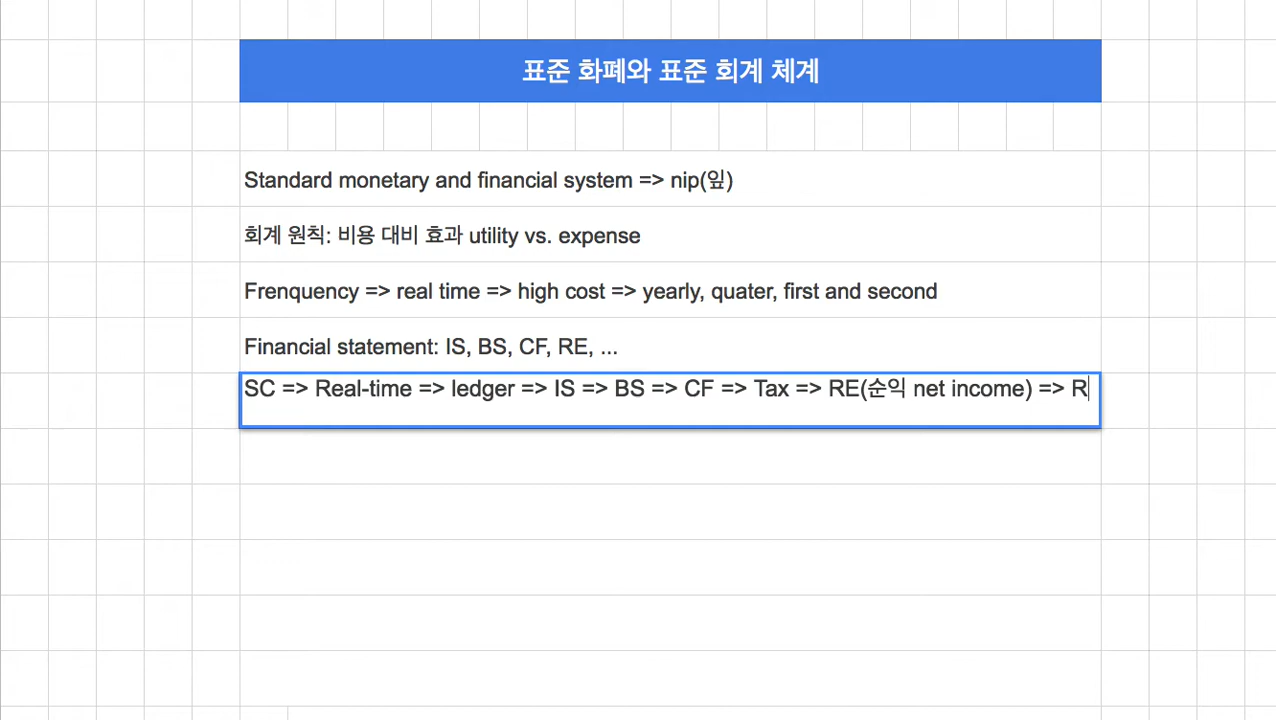 표준 화폐와 표준 회계 체계
Standard monetary and financial system => nip(잎)
회계 원칙: 비용 대비 효과 utility vs. expense
Frenquency => real time => high cost => yearly, quater, first and second
Financial statement: IS, BS, CF, RE, ...
SC => Real-time => ledger => IS => BS => CF => Tax => RE(순익 net income) => R